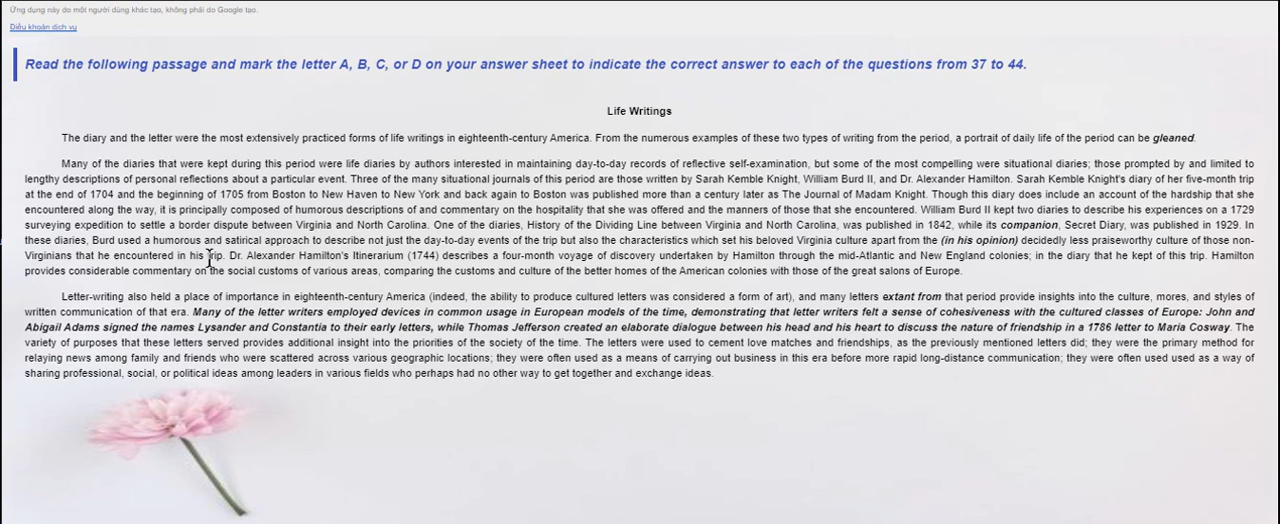 Ứng dụng này do một người dùng khác tạo, không phải do Google tạo.
Điều khoản dịch vụ
Read the following passage and mark the letter A, B, C, or D on your answer sheet to indicate the correct answer to each of the questions from 37 to 44.
Life Writings
The diary and the letter were the most extensively practiced forms of life writings in eighteenth-century America. From the numerous examples of these two types of writing from the period, a portrait of daily life of the period can be gleaned.
Many of the diaries that were kept during this period were life diaries by authors interested in maintaining day-to-day records of reflective self-examination, but some of the most compelling were situational diaries; those prompted by and limited to
lengthy descriptions of personal reflections about a particular event. Three of the many situational journals of this period are those written by Sarah Kemble Knight, William Burd II, and Dr. Alexander Hamilton. Sarah Kemble Knight's diary of her five-month trip
at the end of 1704 and the beginning of 1705 from Boston to New Haven to New York and back again to Boston was published more than a century later as The Journal of Madam Knight. Though this diary does include an account of the hardship that she
encountered along the way, it is principally composed of humorous descriptions of and commentary on the hospitality that she was offered and the manners of those that she encountered. William Burd II kept two diaries to describe his experiences on a 1729
surveying expedition to settle a border dispute between Virginia and North Carolina. One of the diaries, History of the Dividing Line between Virginia and North Carolina, was published in 1842, while its companion, Secret Diary, was published in 1929. In
these diaries, Burd used a humorous and satirical approach to describe not just the day-to-day events of the trip but also the characteristics which set his beloved Virginia culture apart from the (in his opinion) decidedly less praiseworthy culture of those non-
Virginians that he encountered in his trip. Dr. Alexander Hamilton's Itinerarium (1744) describes a four-month voyage of discovery undertaken by Hamilton through the mid-Atlantic and New England colonies; in the diary that he kept of this trip. Hamilton
provides considerable commentary on the social customs of various areas, comparing the customs and culture of the better homes of the American colonies with those of the great salons of Europe.
Letter-writing also held a place of importance in eighteenth-century America (indeed, the ability to produce cultured letters was considered a form of art), and many letters extant from that period provide insights into the culture, mores, and styles of
written communication of that era. Many of the letter writers employed devices in common usage in European models of the time, demonstrating that letter writers felt a sense of cohesiveness with the cultured classes of Europe: John and
Abigail Adams signed the names Lysander and Constantia to their early letters, while Thomas Jefferson created an elaborate dialogue between his head and his heart to discuss the nature of friendship in a 1786 letter to Maria Cosway. The
variety of purposes that these letters served provides additional insight into the priorities of the society of the time. The letters were used to cement love matches and friendships, as the previously mentioned letters did; they were the primary method for
relaying news among family and friends who were scattered across various geographic locations; they were often used as a means of carrying out business in this era before more rapid long-distance communication; they were often used used as a way of
sharing professional, social, or political ideas among leaders in various fields who perhaps had no other way to get together and exchange ideas.